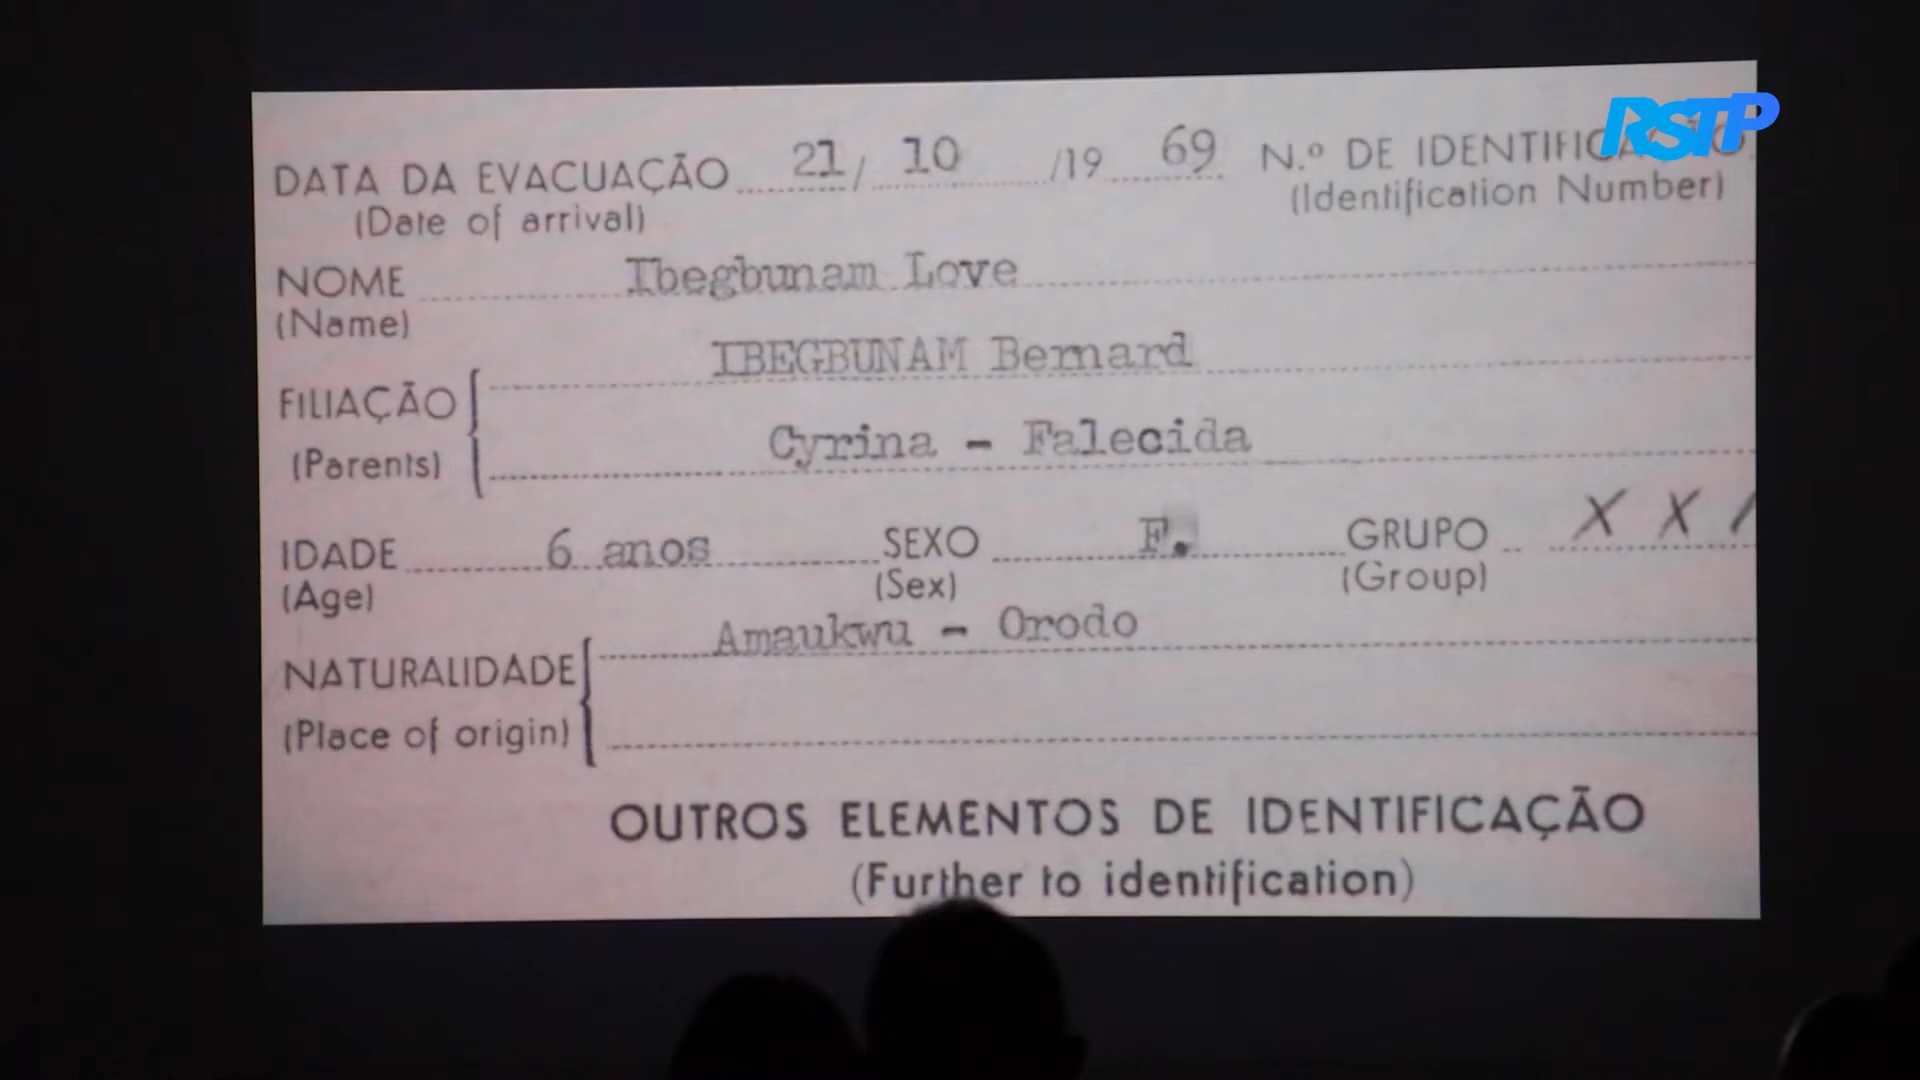 RSTP
DATA DA EVACUAÇÃO 21/ 10 /19 69 N.º DE IDENTIFICAÇÃO
(Date of arrival) (Identification Number)
NOME Ibegbunam Love
(Name)
IBEGBUNAM Bernard
FILIAÇÃO
(Parents) Cyrina - Falecida
IDADE 6 anos SEXO F. GRUPO X X
(Age) (Sex) (Group)
Amaukwu - Orodo
NATURALIDADE
(Place of origin)
OUTROS ELEMENTOS DE IDENTIFICAÇÃO
(Further to identification)